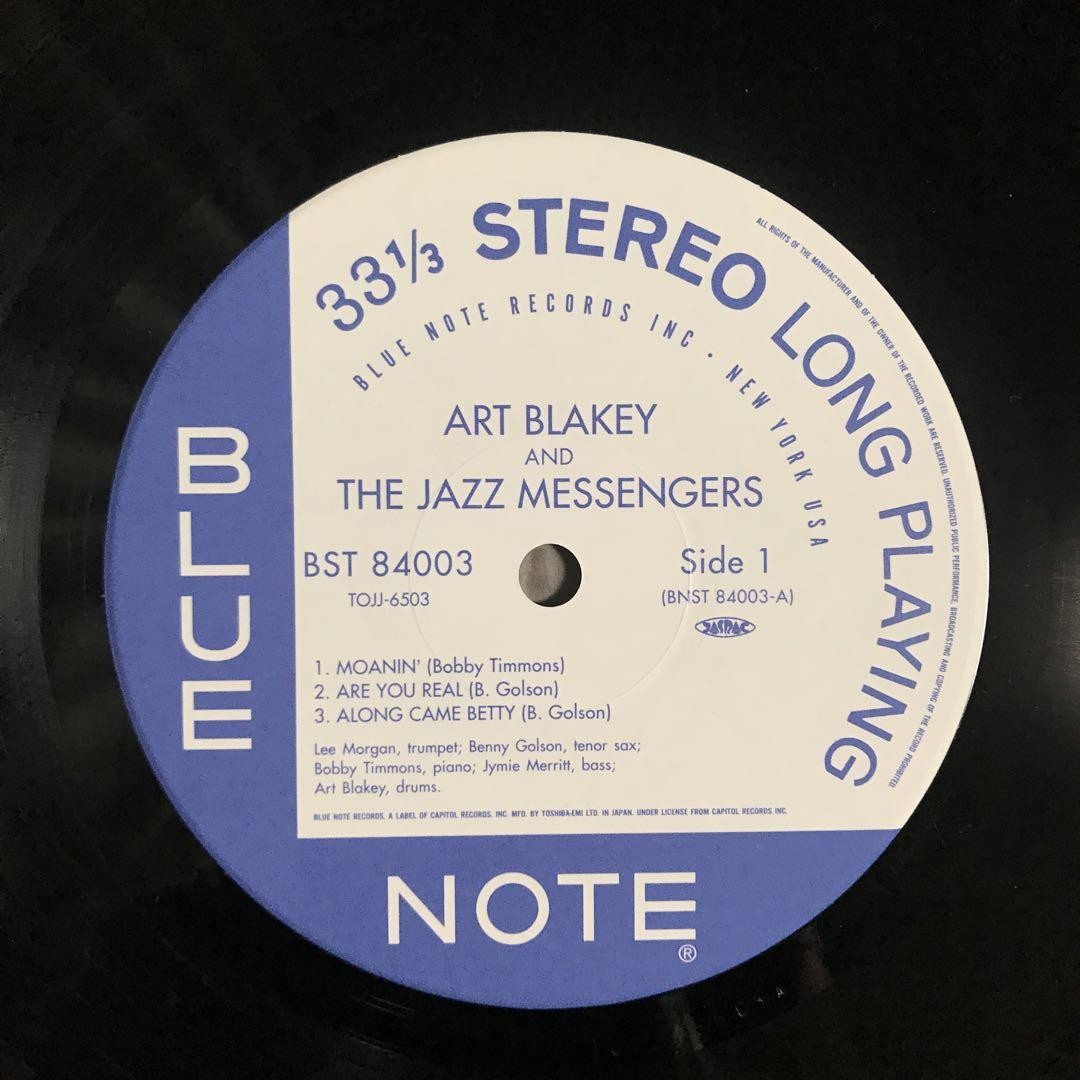 33 1/3 STEREO LONG PLAYING
BLUE NOTE RECORDS INC · NEW YORK USA
ALL RIGHTS OF THE MANUFACTURER AND OF THE OWNER OF THE RECORDED WORK ARE RESERVED. UNAUTHORIZED PUBLIC PERFORMANCE, BROADCASTING AND COPYING OF THE RECORD PROHIBITED
ART BLAKEY
AND
THE JAZZ MESSENGERS
BST 84003
TOJJ-6503
Side 1
(BNST 84003-A)
JASRAC
1. MOANIN' (Bobby Timmons)
2. ARE YOU REAL (B. Golson)
3. ALONG CAME BETTY (B. Golson)
Lee Morgan, trumpet; Benny Golson, tenor sax;
Bobby Timmons, piano; Jymie Merritt, bass;
Art Blakey, drums.
BLUE NOTE RECORDS. A LABEL OF CAPITOL RECORDS. INC. MFD. BY TOSHIBA-EMI LTD. IN JAPAN. UNDER LICENSE FROM CAPITOL RECORDS INC.
BLUE
NOTE®